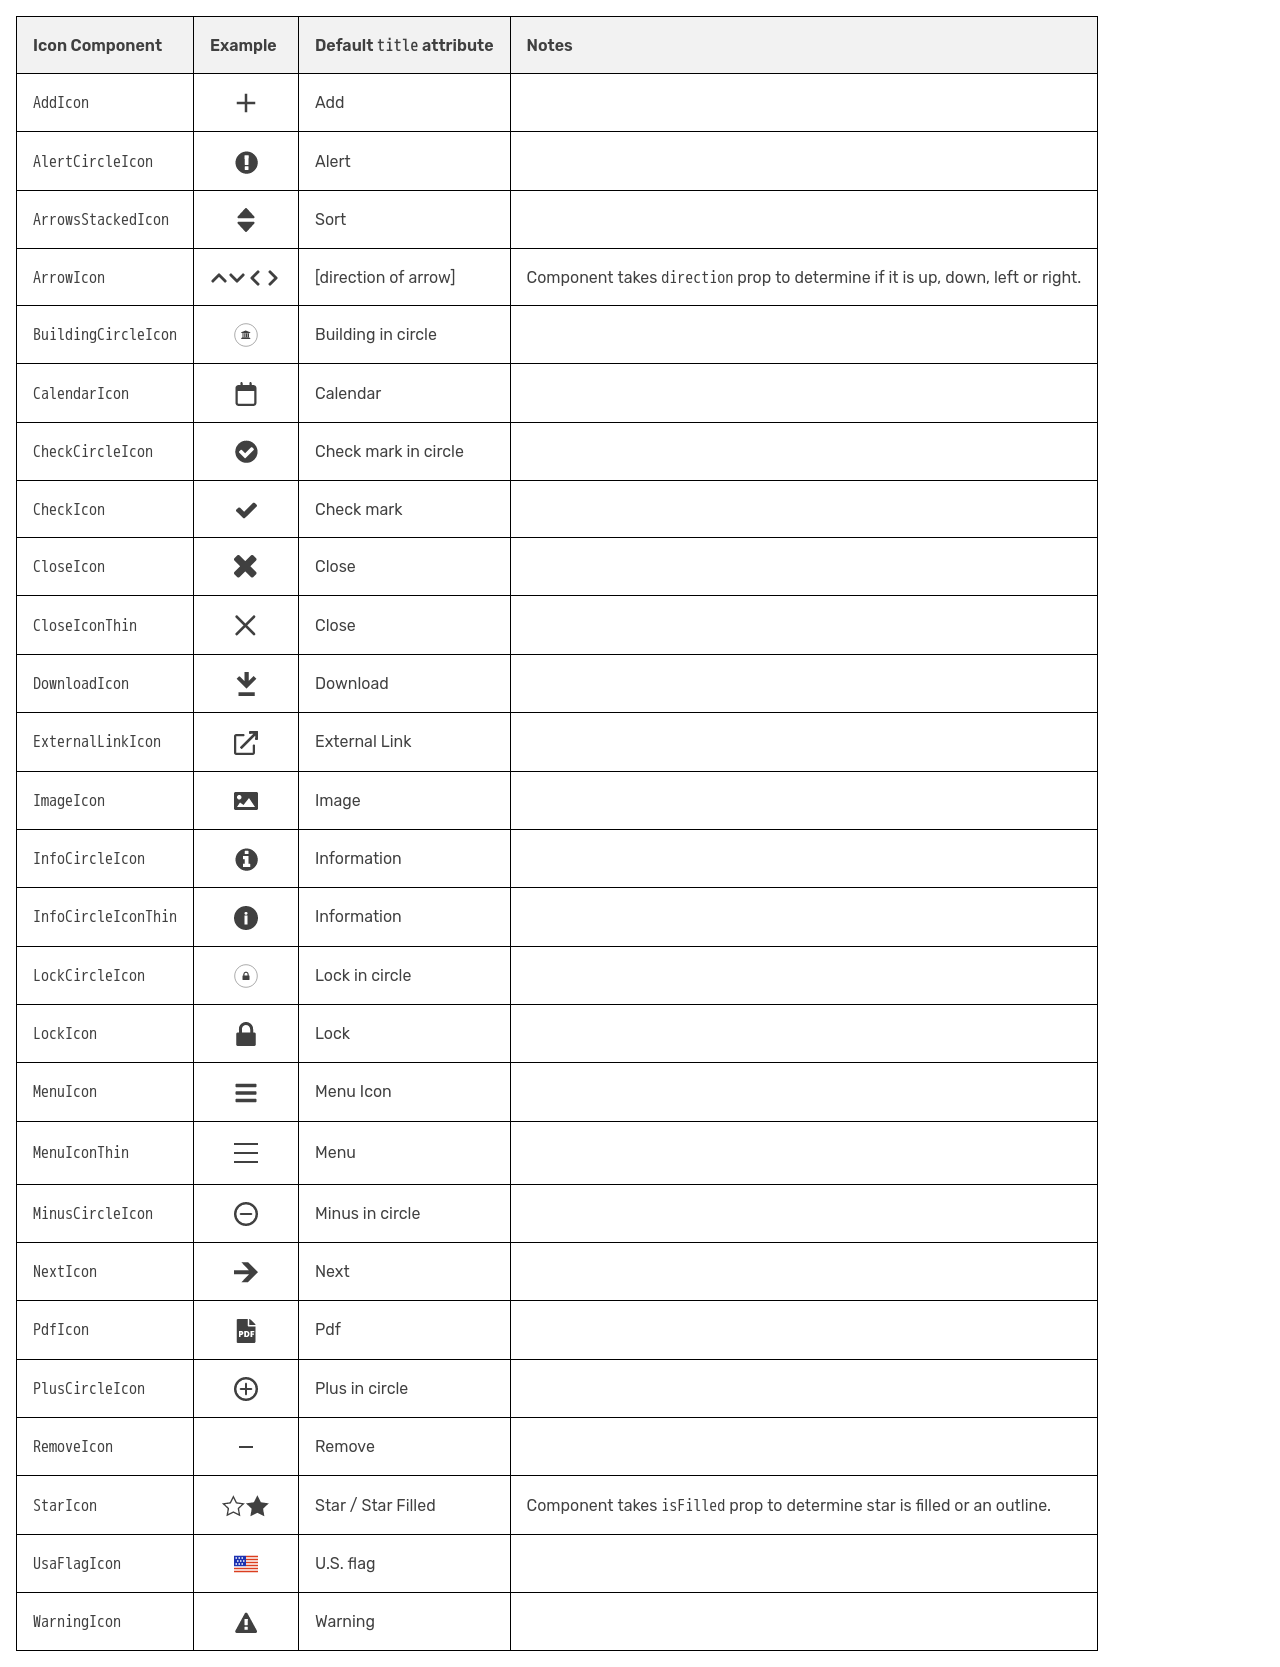 Icon Component Example Default title attribute Notes
AddIcon Add
AlertCircleIcon Alert
ArrowsStackedIcon Sort
ArrowIcon [direction of arrow] Component takes direction prop to determine if it is up, down, left or right.
BuildingCircleIcon Building in circle
CalendarIcon Calendar
CheckCircleIcon Check mark in circle
CheckIcon Check mark
CloseIcon Close
CloseIconThin Close
DownloadIcon Download
ExternalLinkIcon External Link
ImageIcon Image
InfoCircleIcon Information
InfoCircleIconThin Information
LockCircleIcon Lock in circle
LockIcon Lock
MenuIcon Menu Icon
MenuIconThin Menu
MinusCircleIcon Minus in circle
NextIcon Next
PdfIcon PDF Pdf
PlusCircleIcon Plus in circle
RemoveIcon Remove
StarIcon Star / Star Filled Component takes isFilled prop to determine star is filled or an outline.
UsaFlagIcon U.S. flag
WarningIcon Warning